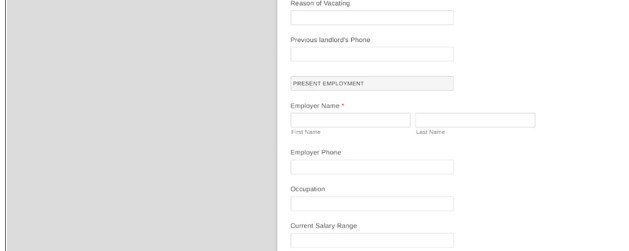 Reason of Vacating
Previous landlord's Phone
PRESENT EMPLOYMENT
Employer Name *
First Name Last Name
Employer Phone
Occupation
Current Salary Range